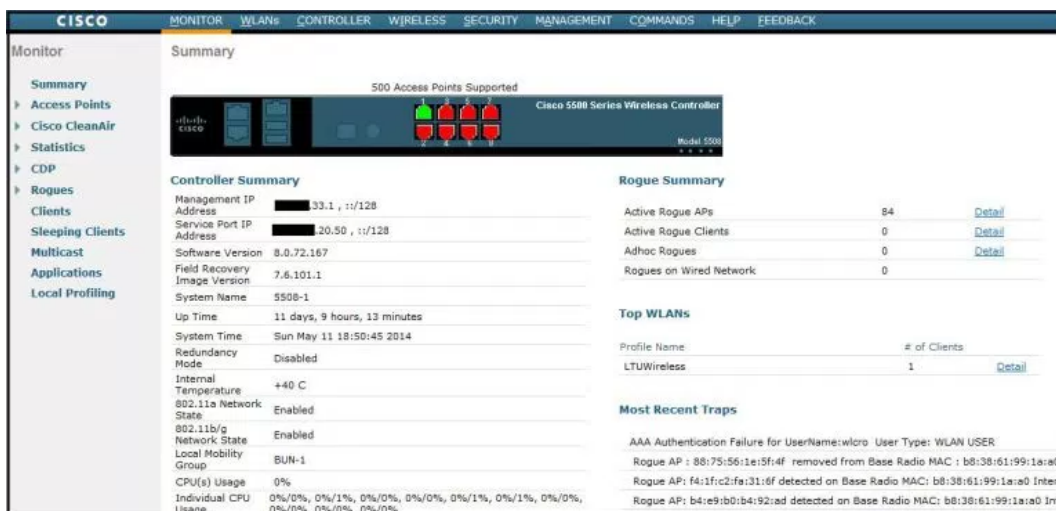 CISCO
MONITOR WLANs CONTROLLER WIRELESS SECURITY MANAGEMENT COMMANDS HELP FEEDBACK
Monitor
Summary
Access Points
Cisco CleanAir
Statistics
CDP
Rogues
Clients
Sleeping Clients
Multicast
Applications
Local Profiling
Summary
500 Access Points Supported
CISCO
1 3 5 7
2 4 6 8
Cisco 5500 Series Wireless Controller
Model 5508
Controller Summary
Management IP
Address
.33.1 , ::/128
Service Port IP
Address
.20.50 , ::/128
Software Version 8.0.72.167
Field Recovery
Image Version
7.6.101.1
System Name 5508-1
Up Time 11 days, 9 hours, 13 minutes
System Time Sun May 11 18:50:45 2014
Redundancy
Mode
Disabled
Internal
Temperature
+40 C
802.11a Network
State
Enabled
802.11b/g
Network State
Enabled
Local Mobility
Group
BUN-1
CPU(s) Usage 0%
Individual CPU
Usage
0%/0%, 0%/1%, 0%/0%, 0%/0%, 0%/1%, 0%/1%, 0%/0%,
0%/0%, 0%/0%, 0%/0%
Rogue Summary
Active Rogue APs 84 Detail
Active Rogue Clients 0 Detail
Adhoc Rogues 0 Detail
Rogues on Wired Network 0
Top WLANs
Profile Name # of Clients
LTUWireless 1 Detail
Most Recent Traps
AAA Authentication Failure for UserName:wlcro User Type: WLAN USER
Rogue AP : 88:75:56:1e:5f:4f removed from Base Radio MAC : b8:38:61:99:1a:a0
Rogue AP: f4:1f:c2:fa:31:6f detected on Base Radio MAC: b8:38:61:99:1a:a0 Inter
Rogue AP: b4:e9:b0:b4:92:ad detected on Base Radio MAC: b8:38:61:99:1a:a0 In